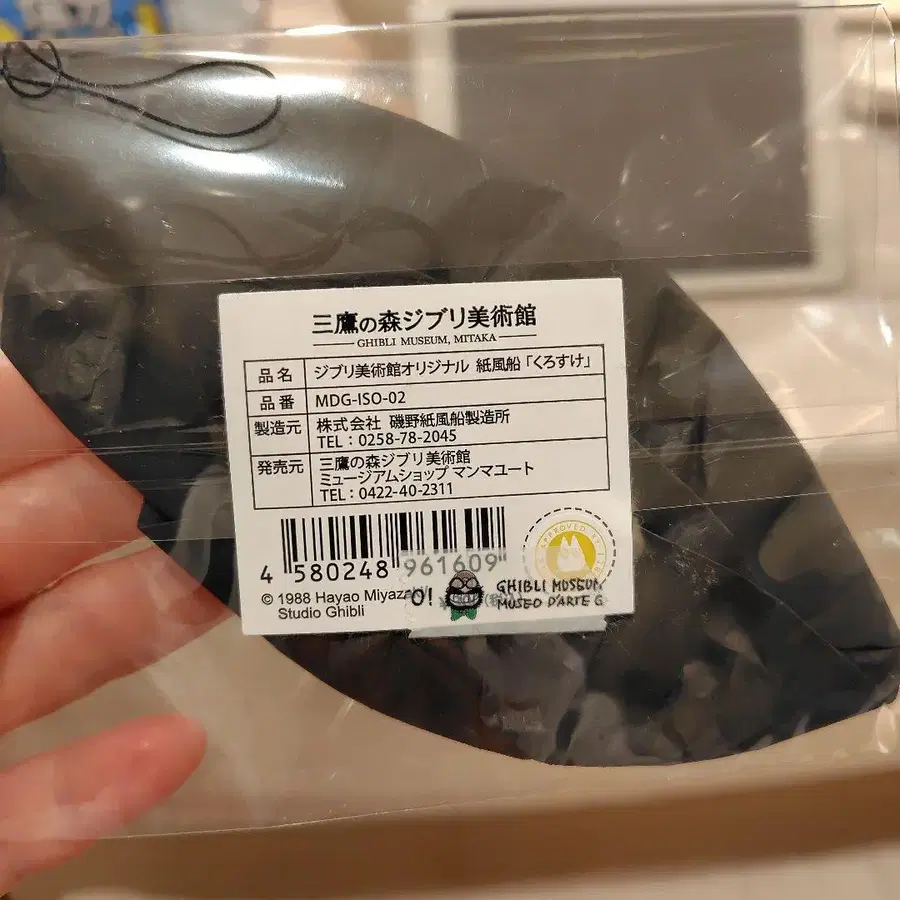 三鷹の森ジブリ美術館
GHIBLI MUSEUM, MITAKA
品名 ジブリ美術館オリジナル 紙風船「くろすけ」
品番 MDG-ISO-02
製造元 株式会社 磯野紙風船製造所
TEL：0258-78-2045
発売元 三鷹の森ジブリ美術館
ミュージアムショップ マンマユート
TEL：0422-40-2311
4 580248 961609
APPROVED
© 1988 Hayao Miyaza
Studio Ghibli
O!
GHIBLI MUSEUM
MUSEO D'ARTE G